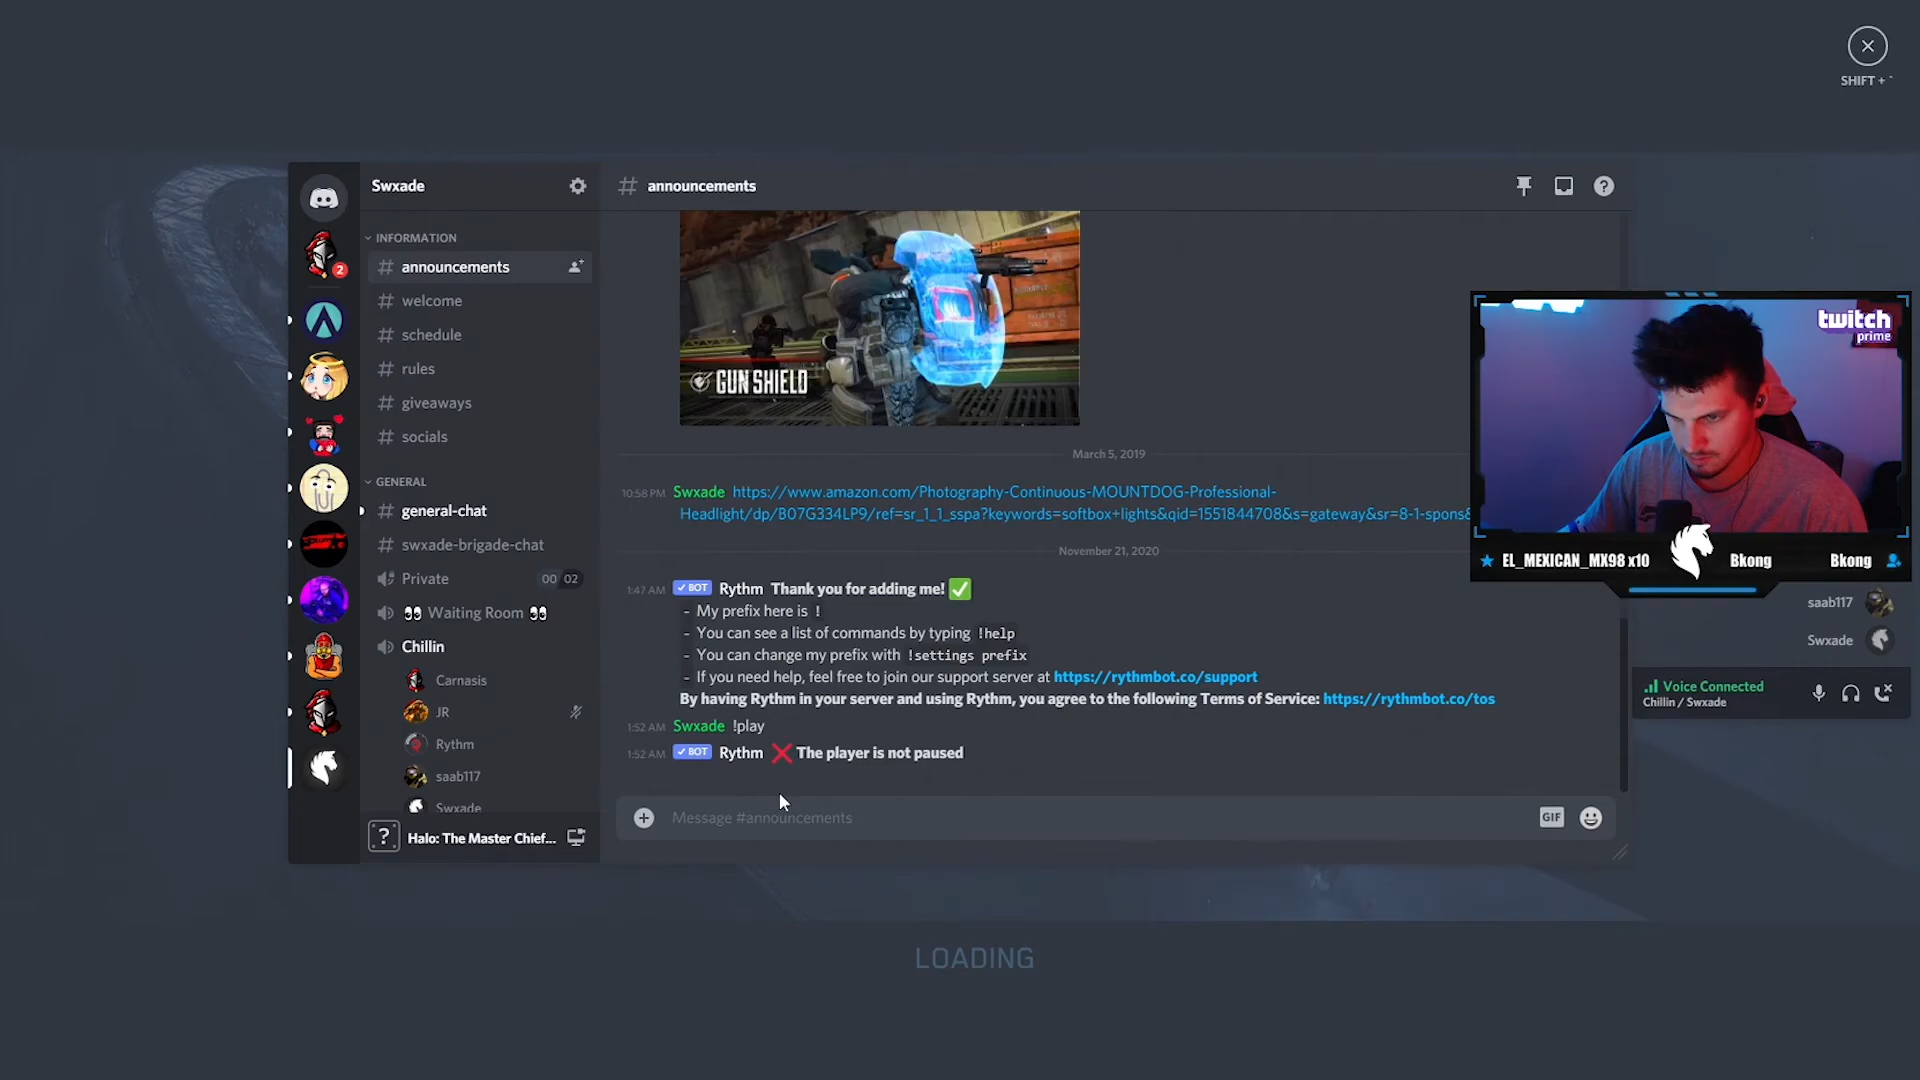 SHIFT + `
Swxade
announcements
INFORMATION
announcements
welcome
schedule
rules
giveaways
socials
GENERAL
general-chat
swxade-brigade-chat
Private 00 02
👀 Waiting Room 👀
Chillin
Carnasis
JR
Rythm
saab117
Swxade
? Halo: The Master Chief...
GUN SHIELD
March 5, 2019
10:58 PM Swxade https://www.amazon.com/Photography-Continuous-MOUNTDOG-Professional-
Headlight/dp/B07G334LP9/ref=sr_1_1_sspa?keywords=softbox+lights&qid=1551844708&s=gateway&sr=8-1-spons&
November 21, 2020
1:47 AM ✓ BOT Rythm Thank you for adding me! ✅
- My prefix here is !
- You can see a list of commands by typing !help
- You can change my prefix with !settings prefix
- If you need help, feel free to join our support server at https://rythmbot.co/support
By having Rythm in your server and using Rythm, you agree to the following Terms of Service: https://rythmbot.co/tos
1:52 AM Swxade !play
1:52 AM ✓ BOT Rythm ❌ The player is not paused
Message #announcements
GIF
twitch
prime
EL_MEXICAN_MX98 x10
Bkong
Bkong
saab117
Swxade
Voice Connected
Chillin / Swxade
LOADING
2